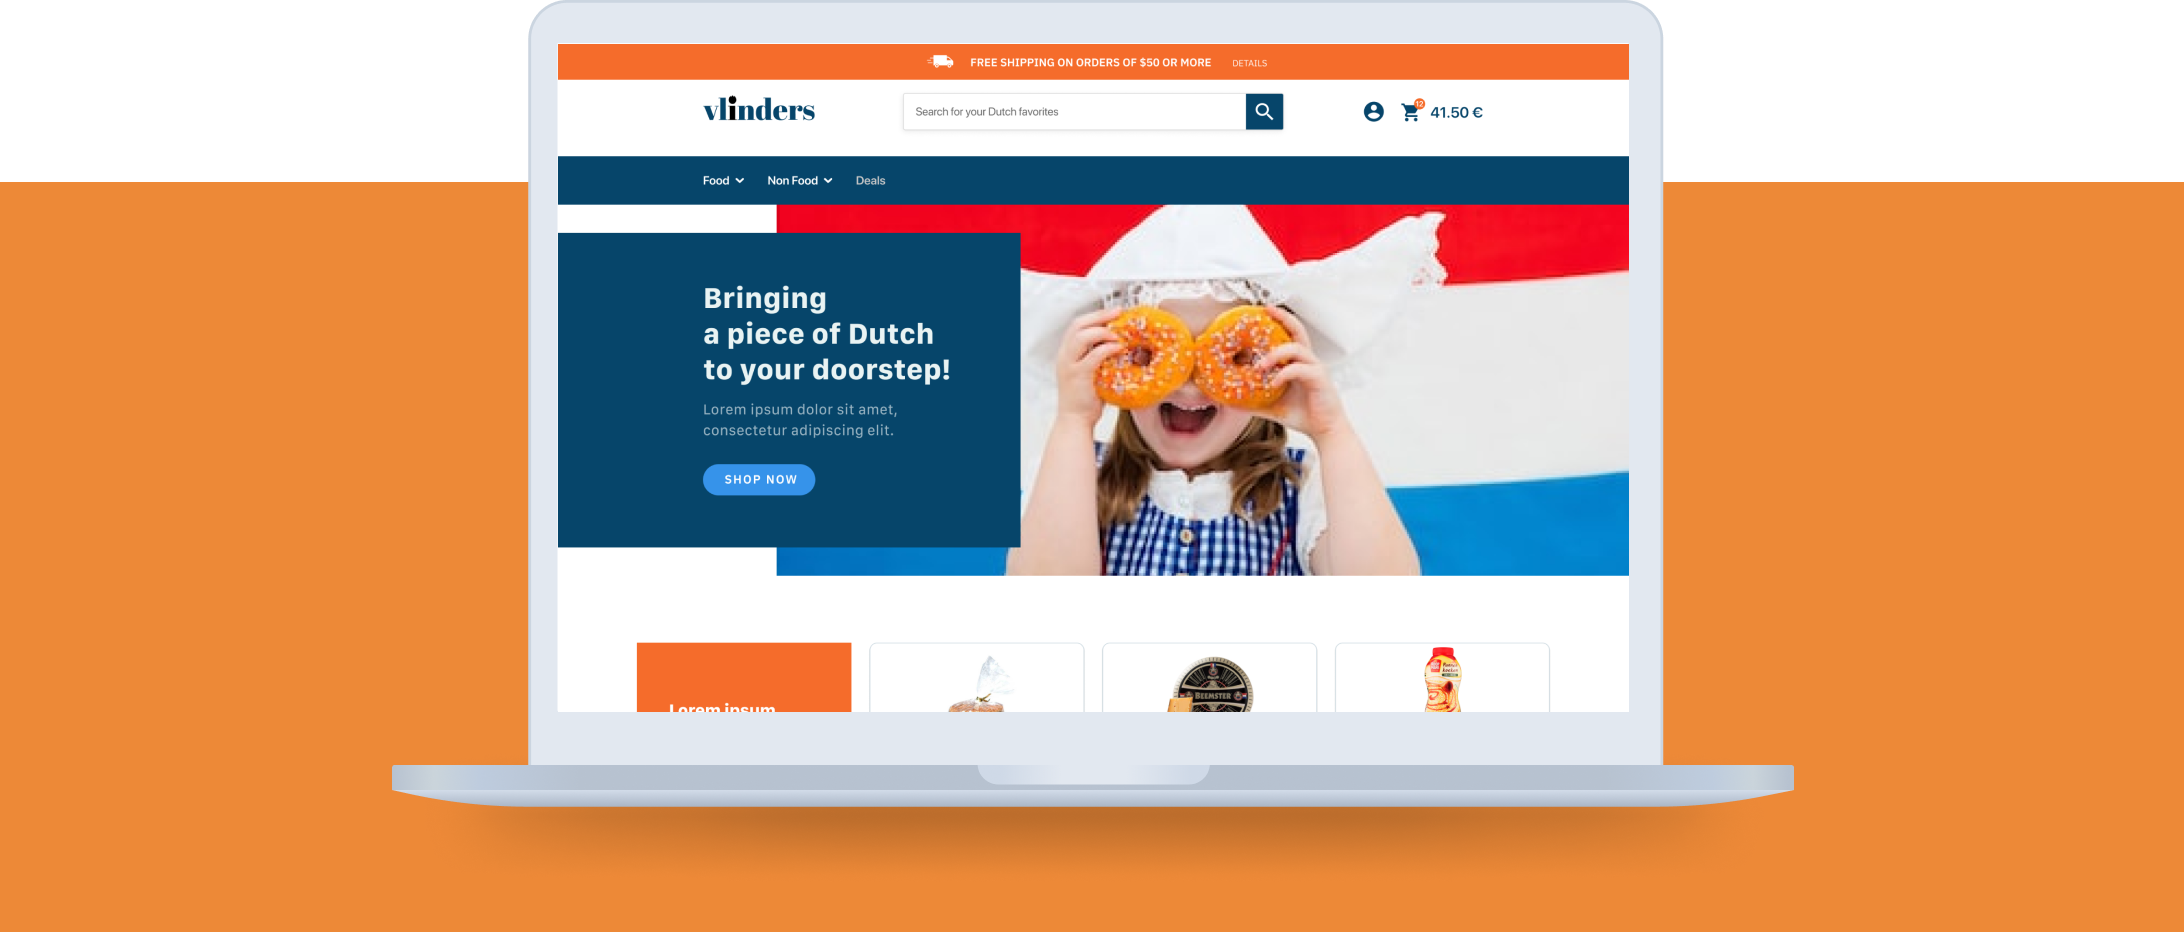 FREE SHIPPING ON ORDERS OF $50 OR MORE DETAILS
vlinders
Search for your Dutch favorites
12
41.50 €
Food
Non Food
Deals
Bringing
a piece of Dutch
to your doorstep!
Lorem ipsum dolor sit amet,
consectetur adipiscing elit.
SHOP NOW
Lorem ipsum
BEEMSTER